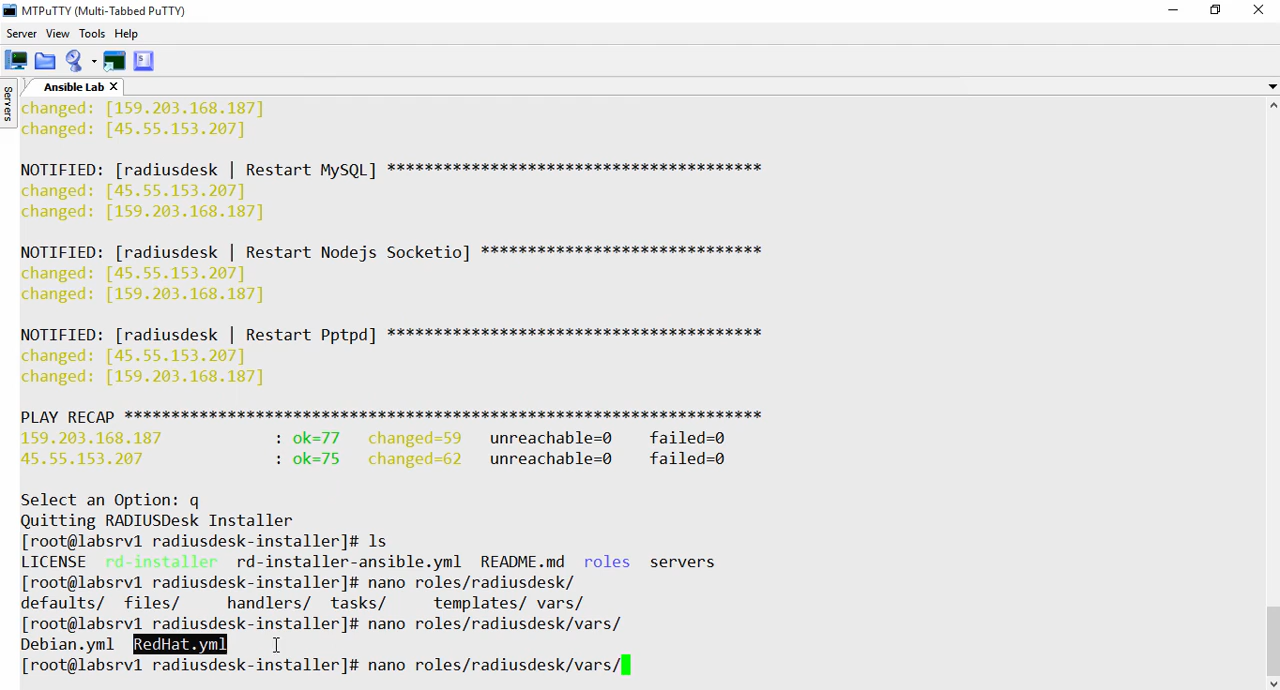 MTPuTTY (Multi-Tabbed PuTTY)
Server View Tools Help
Servers
Ansible Lab
changed: [159.203.168.187]
changed: [45.55.153.207]
NOTIFIED: [radiusdesk | Restart MySQL] ****************************************
changed: [45.55.153.207]
changed: [159.203.168.187]
NOTIFIED: [radiusdesk | Restart Nodejs Socketio] ******************************
changed: [45.55.153.207]
changed: [159.203.168.187]
NOTIFIED: [radiusdesk | Restart Pptpd] ****************************************
changed: [45.55.153.207]
changed: [159.203.168.187]
PLAY RECAP ********************************************************************
159.203.168.187 : ok=77 changed=59 unreachable=0 failed=0
45.55.153.207 : ok=75 changed=62 unreachable=0 failed=0
Select an Option: q
Quitting RADIUSDesk Installer
[root@labsrv1 radiusdesk-installer]# ls
LICENSE rd-installer rd-installer-ansible.yml README.md roles servers
[root@labsrv1 radiusdesk-installer]# nano roles/radiusdesk/
defaults/ files/ handlers/ tasks/ templates/ vars/
[root@labsrv1 radiusdesk-installer]# nano roles/radiusdesk/vars/
Debian.yml RedHat.yml
[root@labsrv1 radiusdesk-installer]# nano roles/radiusdesk/vars/